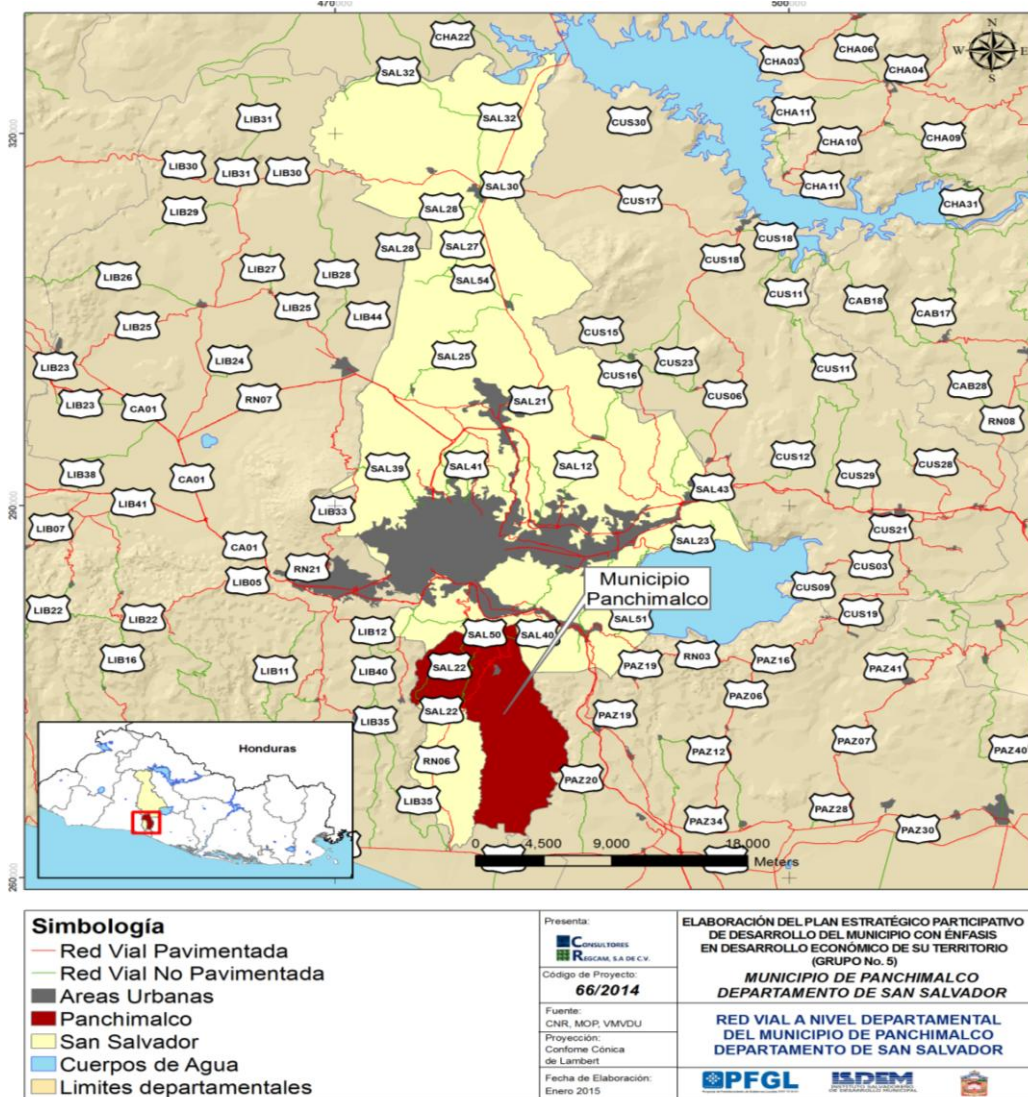 470000
500000
CHA22
CHA03
CHA06
CHA04
N
W
E
S
SAL32
LIB31
SAL32
CUS30
CHA11
CHA10
CHA09
320000
LIB30
LIB31
LIB30
SAL30
CHA11
LIB29
SAL28
CUS17
CHA31
SAL28
SAL27
CUS18
CUS18
LIB26
LIB27
LIB28
SAL54
LIB25
LIB44
CUS11
CAB18
CAB17
LIB25
CUS15
LIB23
LIB24
SAL25
CUS16
CUS23
CUS11
LIB23
CA01
RN07
SAL21
CUS06
CAB28
RN08
LIB38
CA01
SAL39
SAL41
SAL12
CUS12
CUS29
CUS28
SAL43
LIB41
LIB33
290000
LIB07
CUS21
CA01
SAL23
RN21
LIB05
CUS03
CUS09
Municipio
Panchimalco
LIB22
LIB22
LIB12
SAL50
SAL40
SAL51
CUS19
LIB16
LIB11
LIB40
SAL22
PAZ19
RN03
PAZ16
PAZ41
PAZ06
LIB35
SAL22
PAZ19
Honduras
RN06
PAZ12
PAZ07
PAZ40
LIB35
PAZ20
PAZ34
PAZ28
PAZ30
0 4,500 9,000 18,000
Meters
260000
Simbología
Red Vial Pavimentada
Red Vial No Pavimentada
Areas Urbanas
Panchimalco
San Salvador
Cuerpos de Agua
Limites departamentales
Presenta:
CONSULTORES
REGCAM, S.A DE C.V.
Código de Proyecto:
66/2014
Fuente:
CNR, MOP, VMVDU
Proyección:
Conforme Cónica
de Lambert
Fecha de Elaboración:
Enero 2015
ELABORACIÓN DEL PLAN ESTRATÉGICO PARTICIPATIVO
DE DESARROLLO DEL MUNICIPIO CON ÉNFASIS
EN DESARROLLO ECONÓMICO DE SU TERRITORIO
(GRUPO No. 5)
MUNICIPIO DE PANCHIMALCO
DEPARTAMENTO DE SAN SALVADOR
RED VIAL A NIVEL DEPARTAMENTAL
DEL MUNICIPIO DE PANCHIMALCO
DEPARTAMENTO DE SAN SALVADOR
PFGL
ISDEM
INSTITUTO SALVADOREÑO
DE DESARROLLO MUNICIPAL